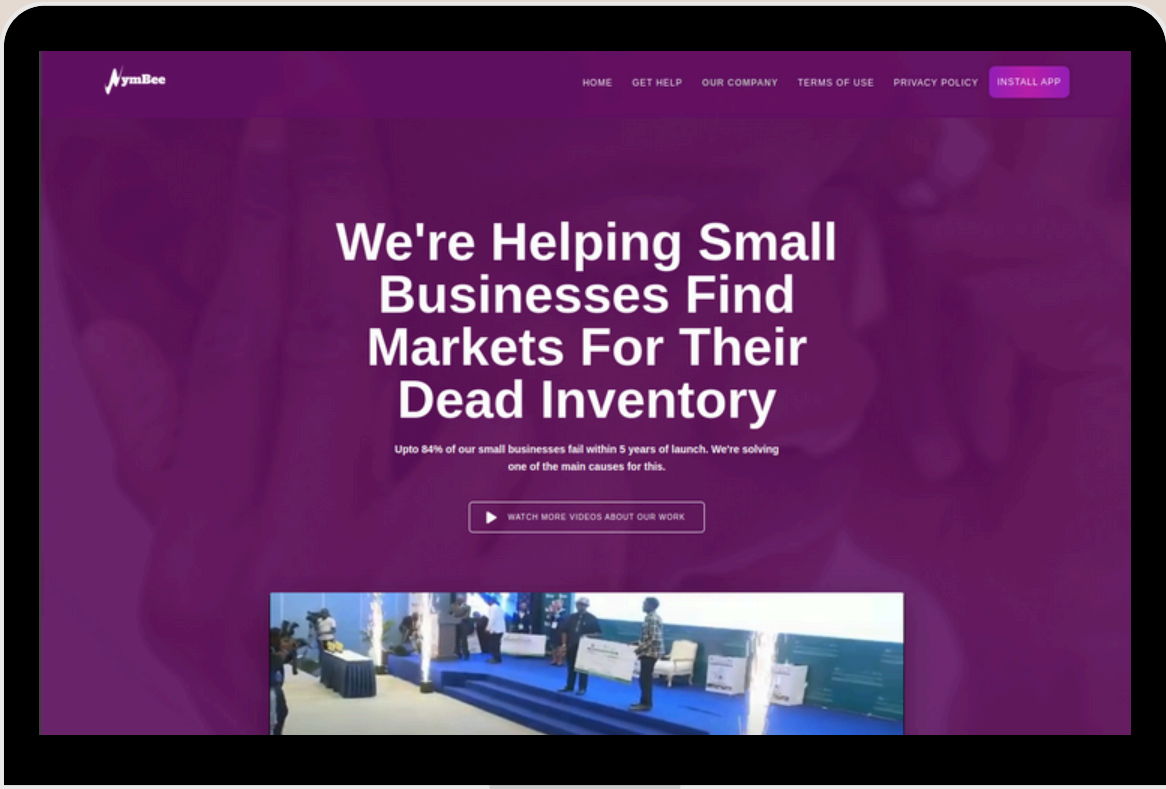 NymBee
HOME GET HELP OUR COMPANY TERMS OF USE PRIVACY POLICY INSTALL APP
We're Helping Small
Businesses Find
Markets For Their
Dead Inventory
Upto 84% of our small businesses fail within 5 years of launch. We're solving
one of the main causes for this.
WATCH MORE VIDEOS ABOUT OUR WORK